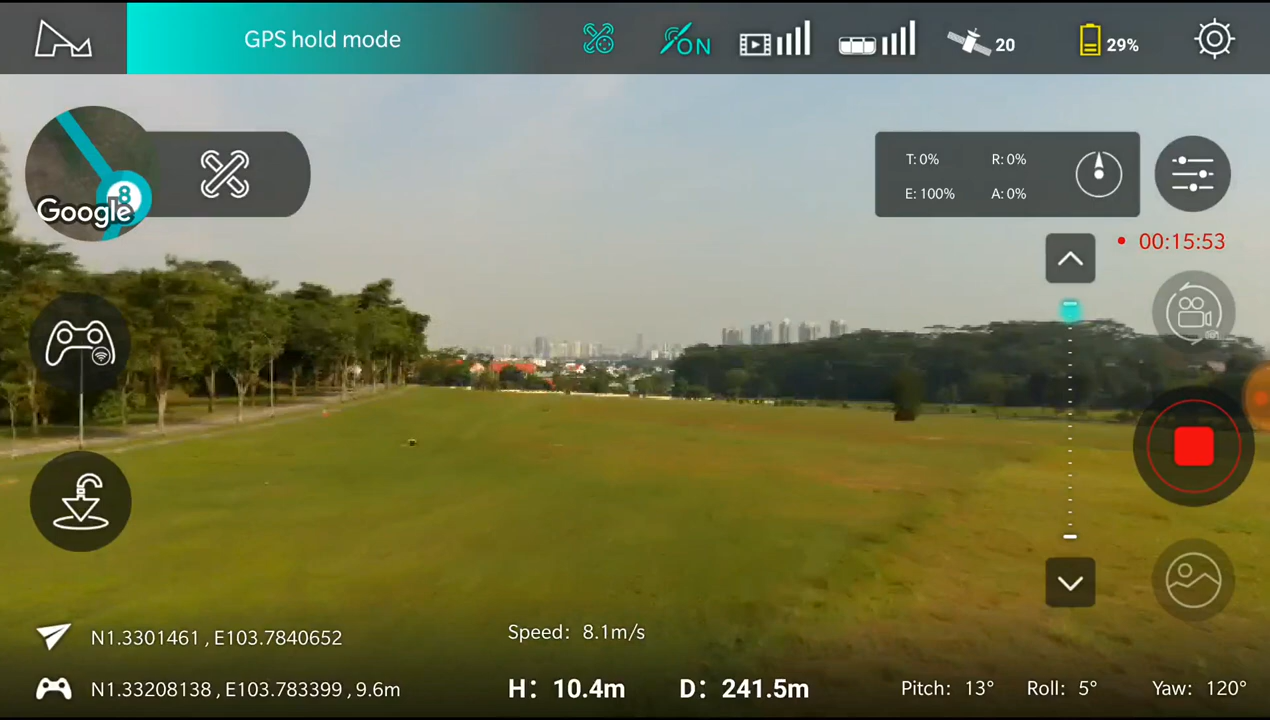 GPS hold mode
ON
20
29%
8
Google
T: 0%
R: 0%
E: 100%
A: 0%
00:15:53
N1.3301461 , E103.7840652
Speed: 8.1m/s
N1.33208138 , E103.783399 , 9.6m
H: 10.4m
D: 241.5m
Pitch: 13°
Roll: 5°
Yaw: 120°